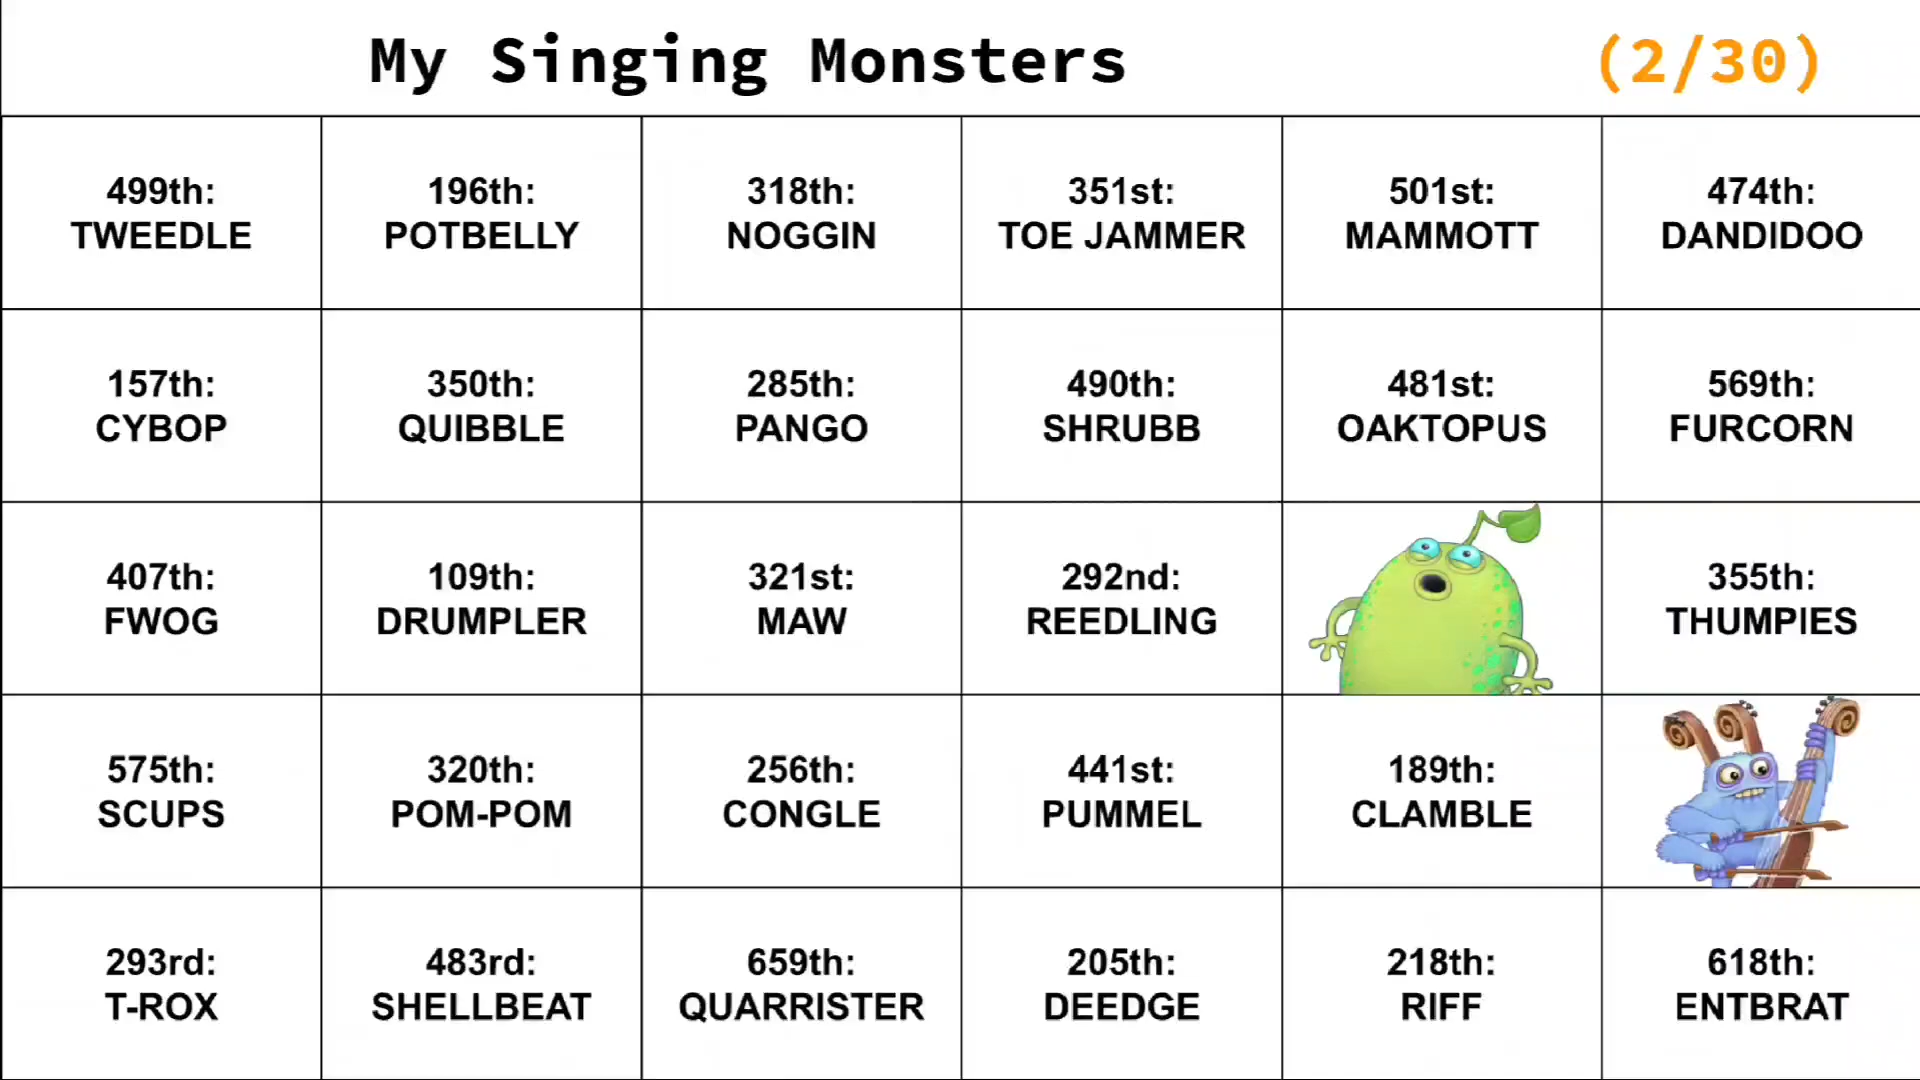 My Singing Monsters
(2/30)
499th:
TWEEDLE
196th:
POTBELLY
318th:
NOGGIN
351st:
TOE JAMMER
501st:
MAMMOTT
474th:
DANDIDOO
157th:
CYBOP
350th:
QUIBBLE
285th:
PANGO
490th:
SHRUBB
481st:
OAKTOPUS
569th:
FURCORN
407th:
FWOG
109th:
DRUMPLER
321st:
MAW
292nd:
REEDLING
355th:
THUMPIES
575th:
SCUPS
320th:
POM-POM
256th:
CONGLE
441st:
PUMMEL
189th:
CLAMBLE
293rd:
T-ROX
483rd:
SHELLBEAT
659th:
QUARRISTER
205th:
DEEDGE
218th:
RIFF
618th:
ENTBRAT